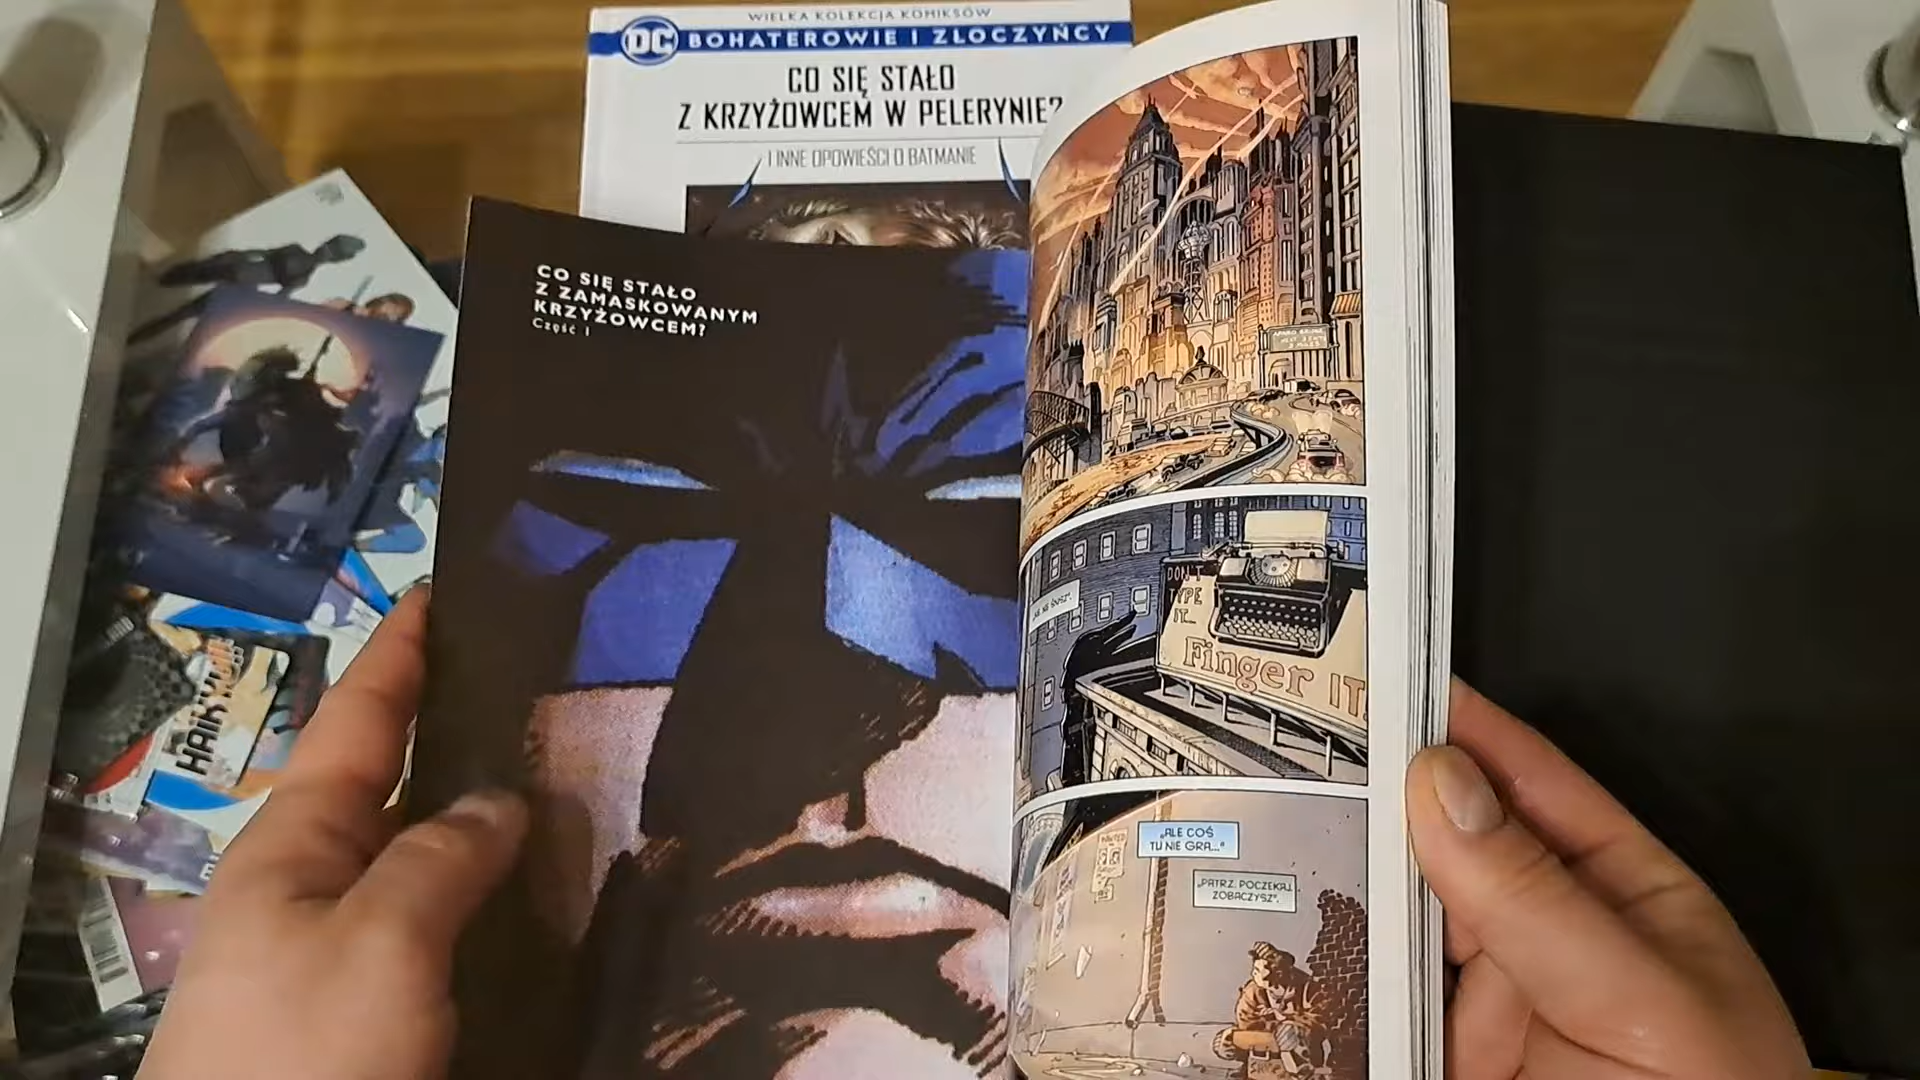 WIELKA KOLEKCJA KOMIKSÓW
DC BOHATEROWIE I ZŁOCZYŃCY
CO SIĘ STAŁO
Z KRZYŻOWCEM W PELERYNIE?
I INNE OPOWIEŚCI O BATMANIE
CO SIĘ STAŁO
Z ZAMASKOWANYM
KRZYŻOWCEM?
Część 1
DON'T
TYPE
IT...
Finger IT.
„ALE COŚ
TU NIE GRA...”
„PATRZ. POCZEKAJ.
ZOBACZYSZ”.
HAIKYU!!